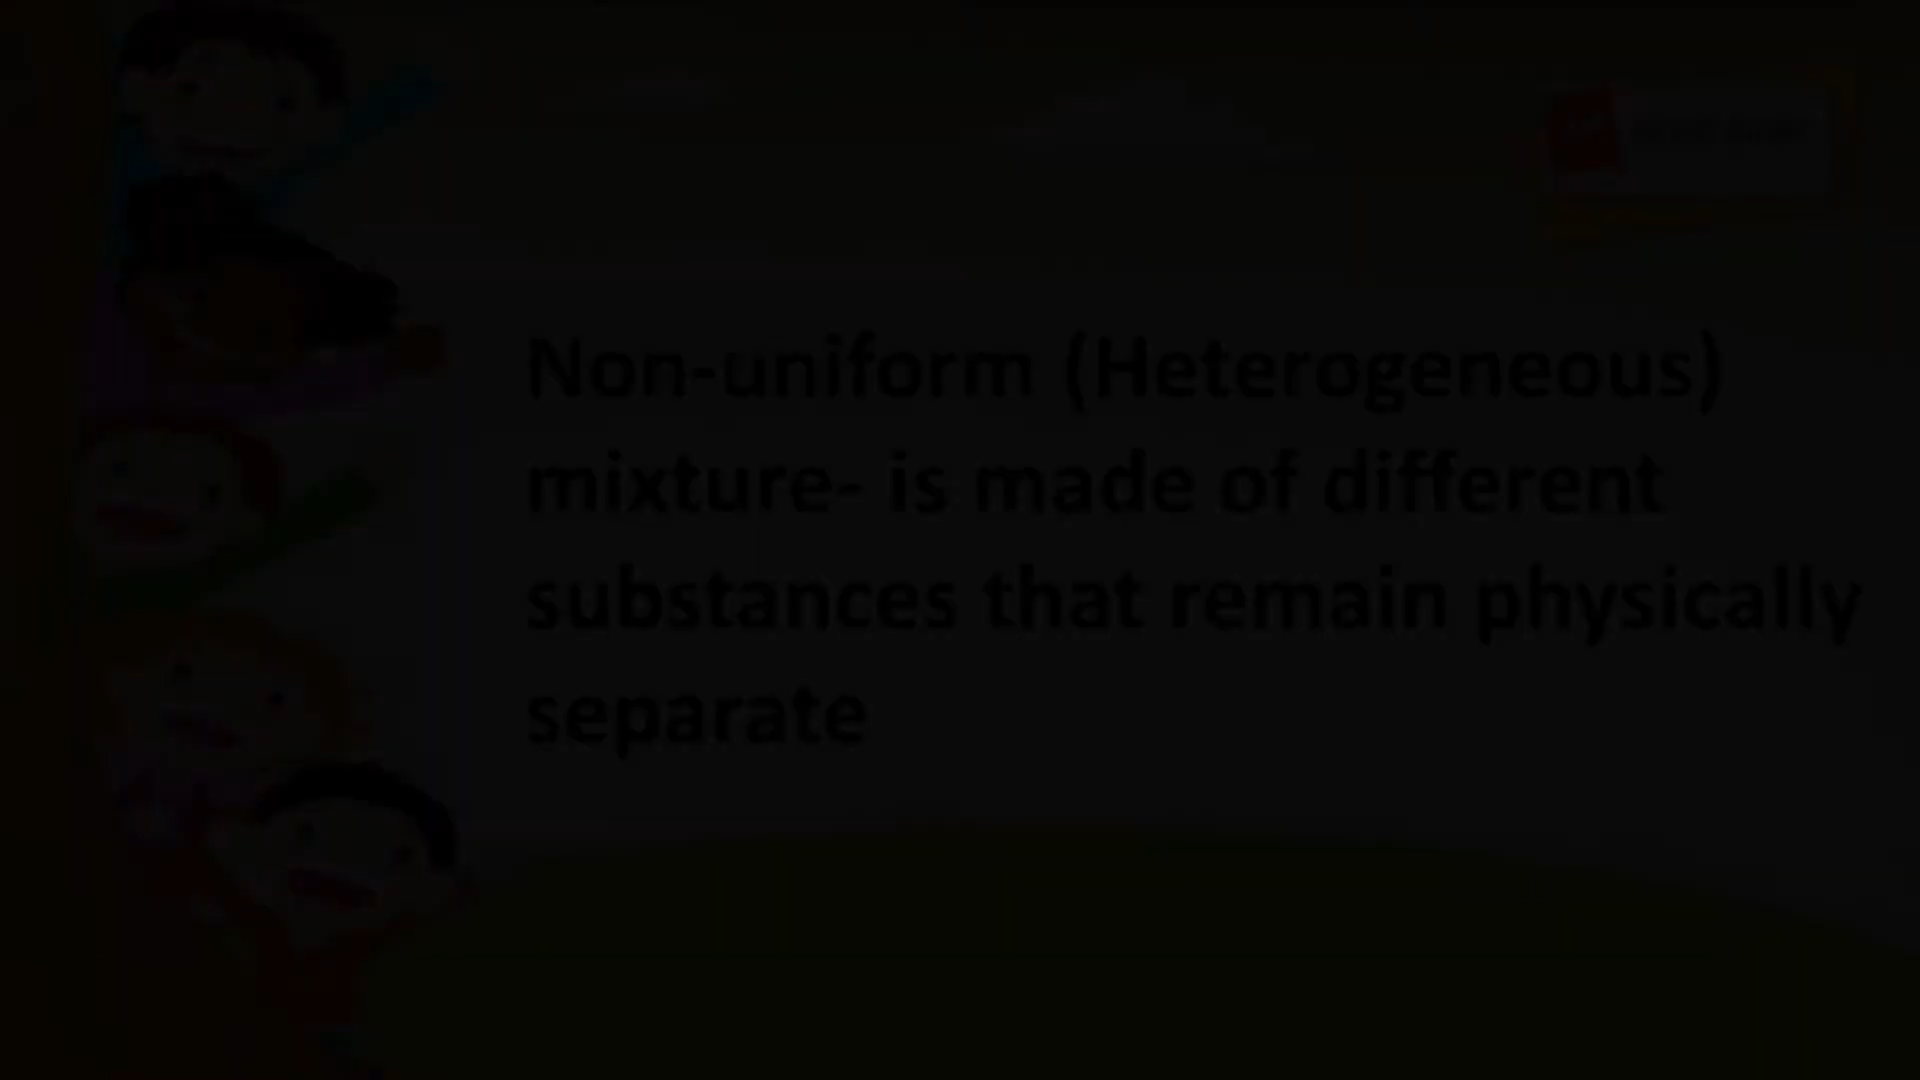 Non-uniform (Heterogeneous)
mixture- is made of different
substances that remain physically
separate